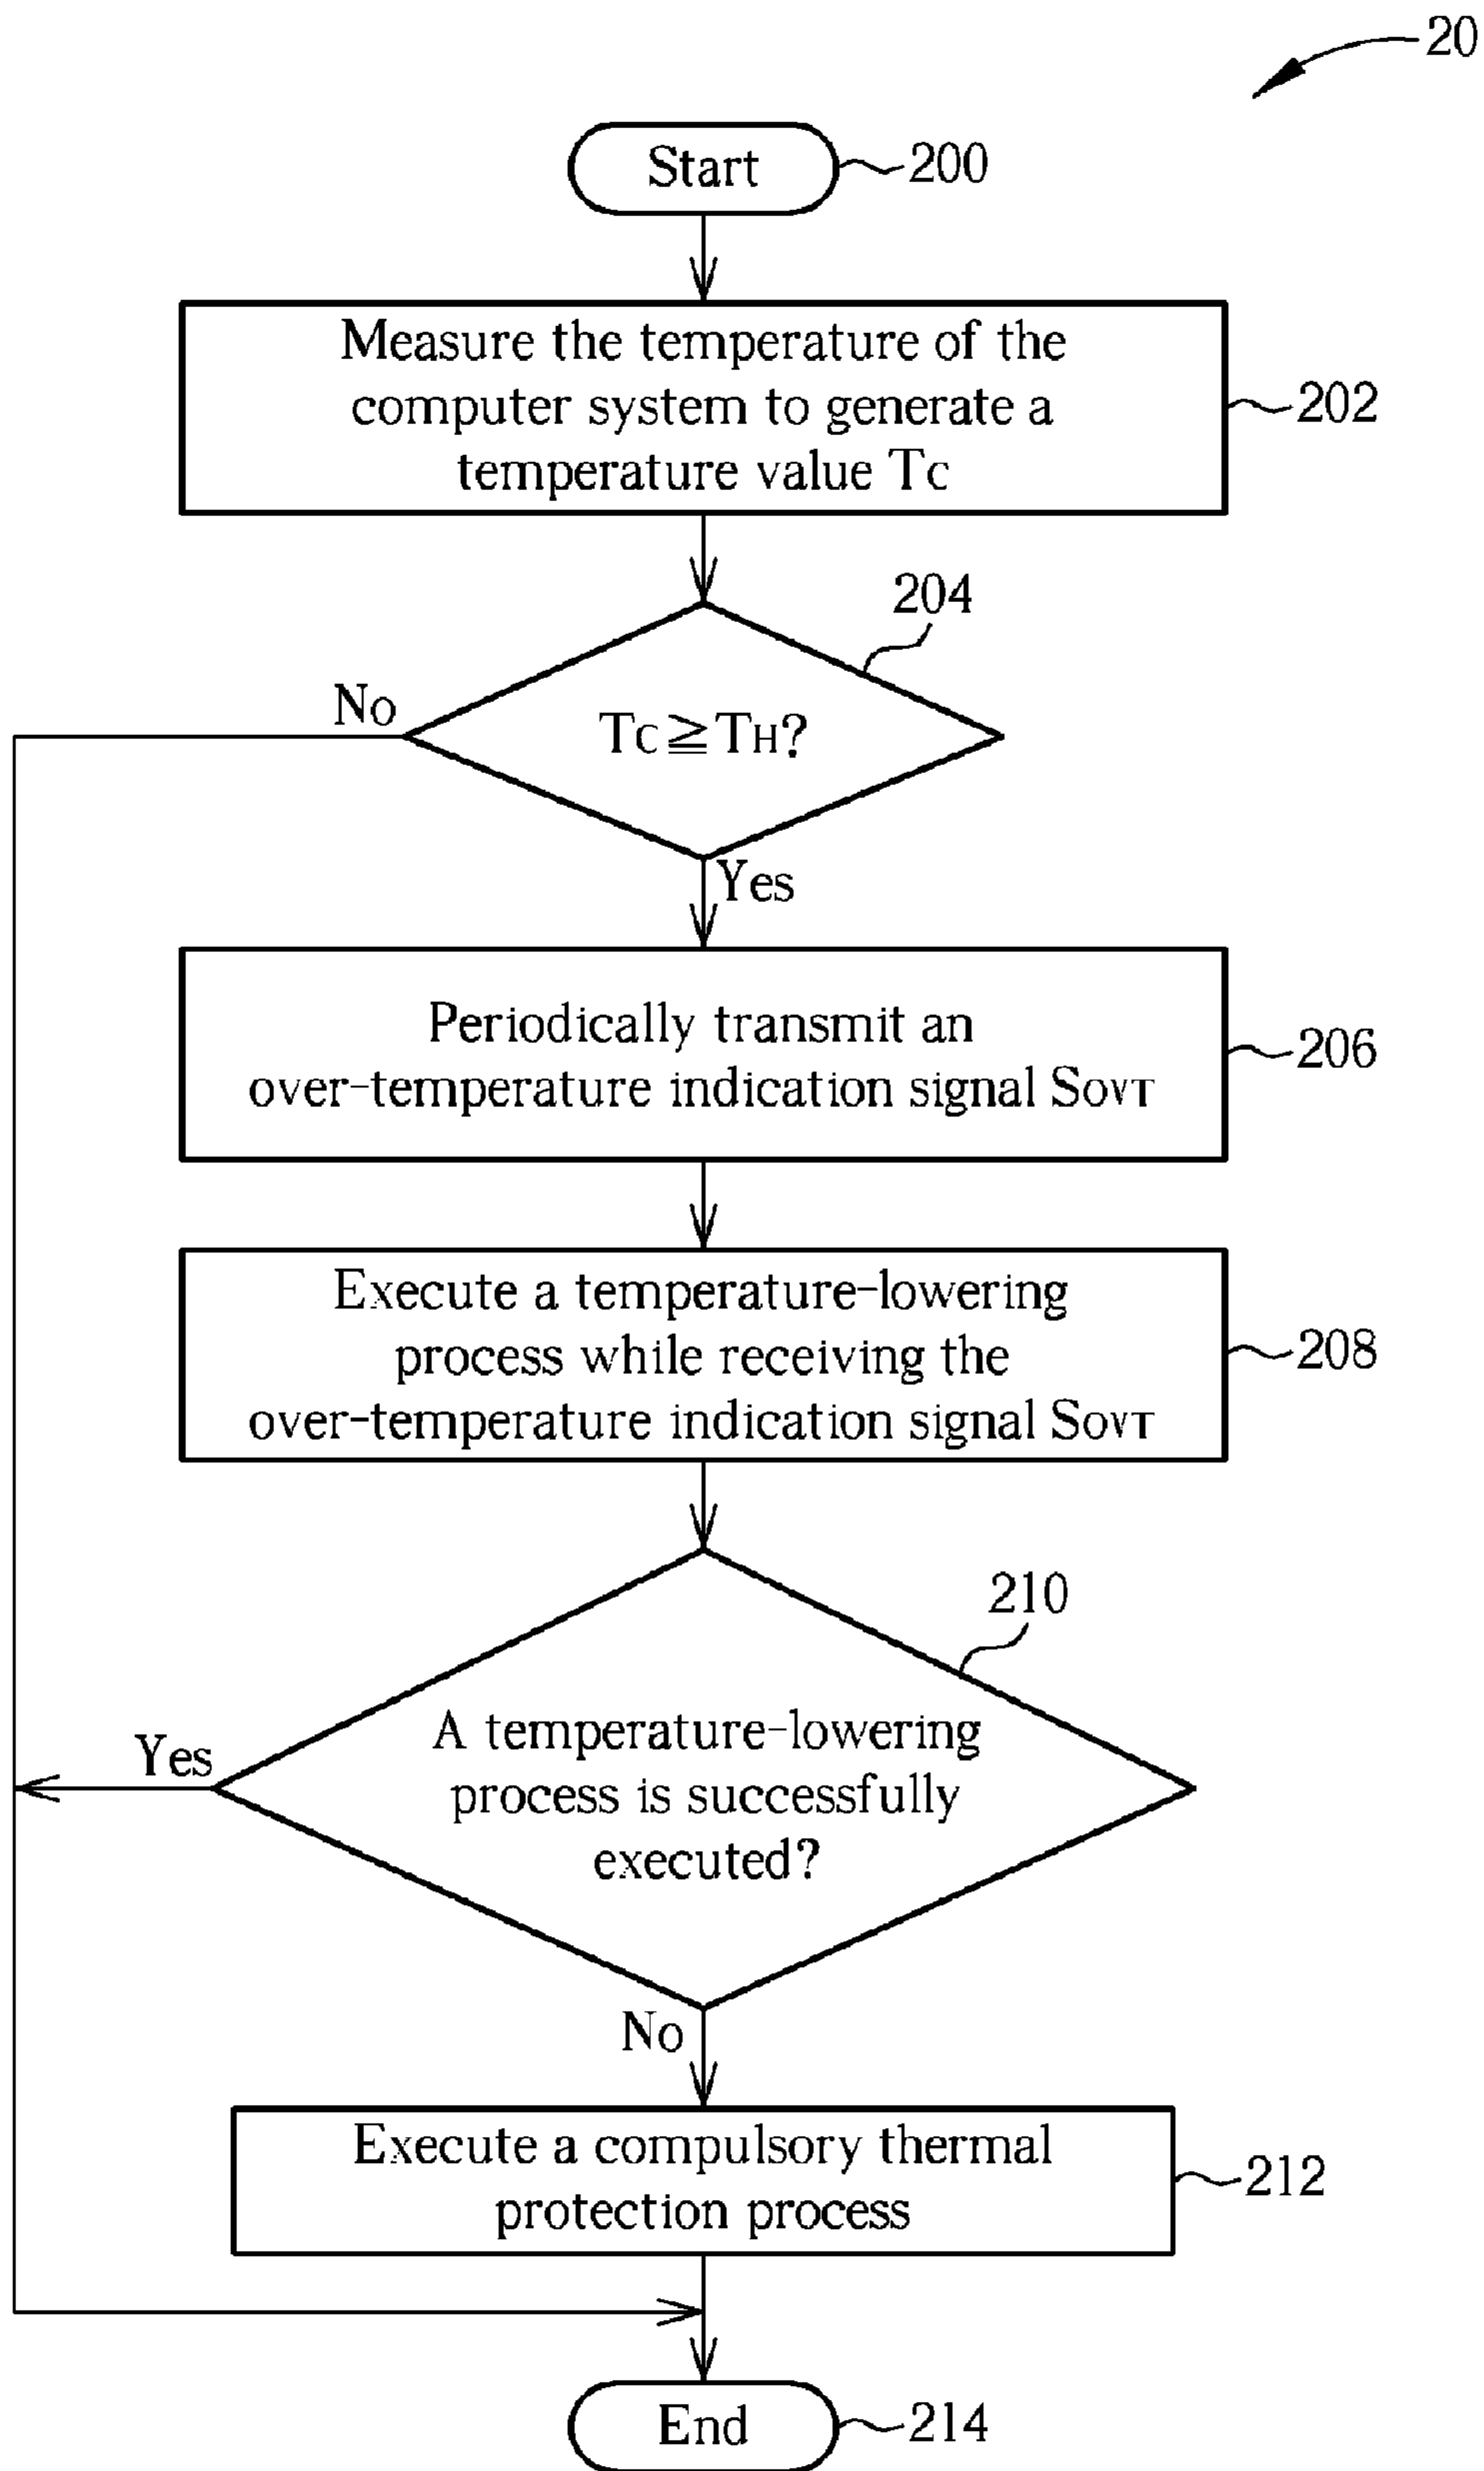 20
Start
200
Measure the temperature of the
computer system to generate a
temperature value TC
202
204
No
TC≧TH?
Yes
Periodically transmit an
over-temperature indication signal SOVT
206
Execute a temperature-lowering
process while receiving the
over-temperature indication signal SOVT
208
210
Yes
A temperature-lowering
process is successfully
executed?
No
Execute a compulsory thermal
protection process
212
End
214